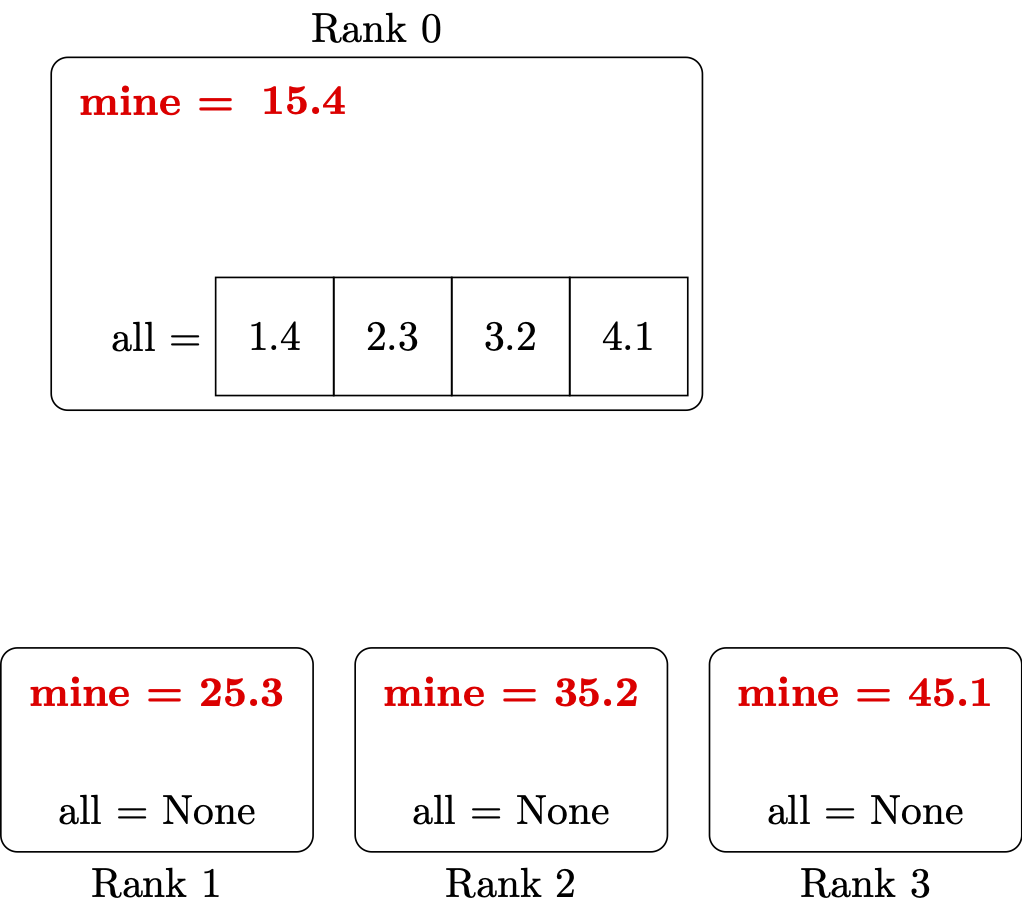 Rank 0
mine = 15.4
all = 1.4 2.3 3.2 4.1
mine = 25.3 mine = 35.2 mine = 45.1
all = None all = None all = None
Rank 1 Rank 2 Rank 3